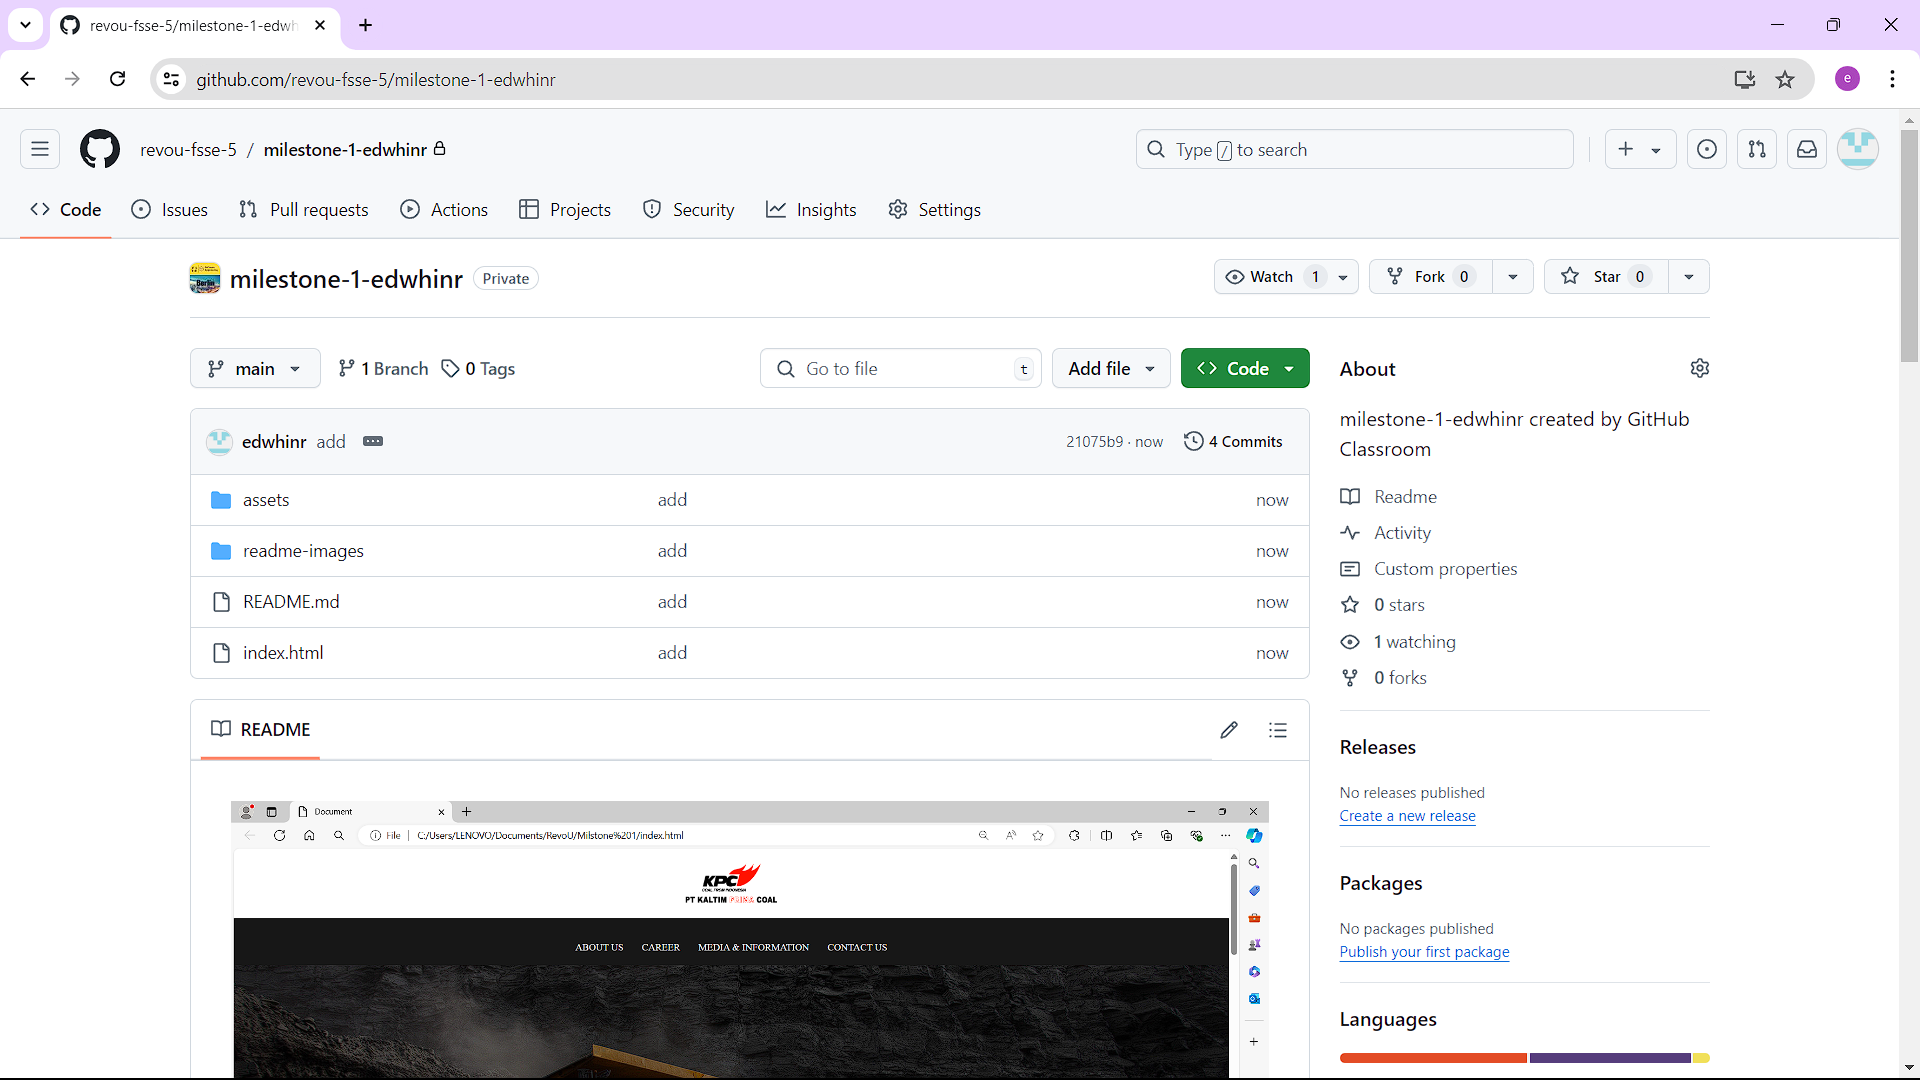 revou-fsse-5/milestone-1-edwh
github.com/revou-fsse-5/milestone-1-edwhinr
e
revou-fsse-5 / milestone-1-edwhinr
Type / to search
Code Issues Pull requests Actions Projects Security Insights Settings
milestone-1-edwhinr Private
Watch 1 Fork 0 Star 0
main 1 Branch 0 Tags Go to file t Add file Code
edwhinr add 21075b9 · now 4 Commits
assets add now
readme-images add now
README.md add now
index.html add now
README
Document
File C:/Users/LENOVO/Documents/RevoU/Milstone%201/index.html
KPC
PT KALTIM PRIMA COAL
ABOUT US CAREER MEDIA & INFORMATION CONTACT US
About
milestone-1-edwhinr created by GitHub
Classroom
Readme
Activity
Custom properties
0 stars
1 watching
0 forks
Releases
No releases published
Create a new release
Packages
No packages published
Publish your first package
Languages